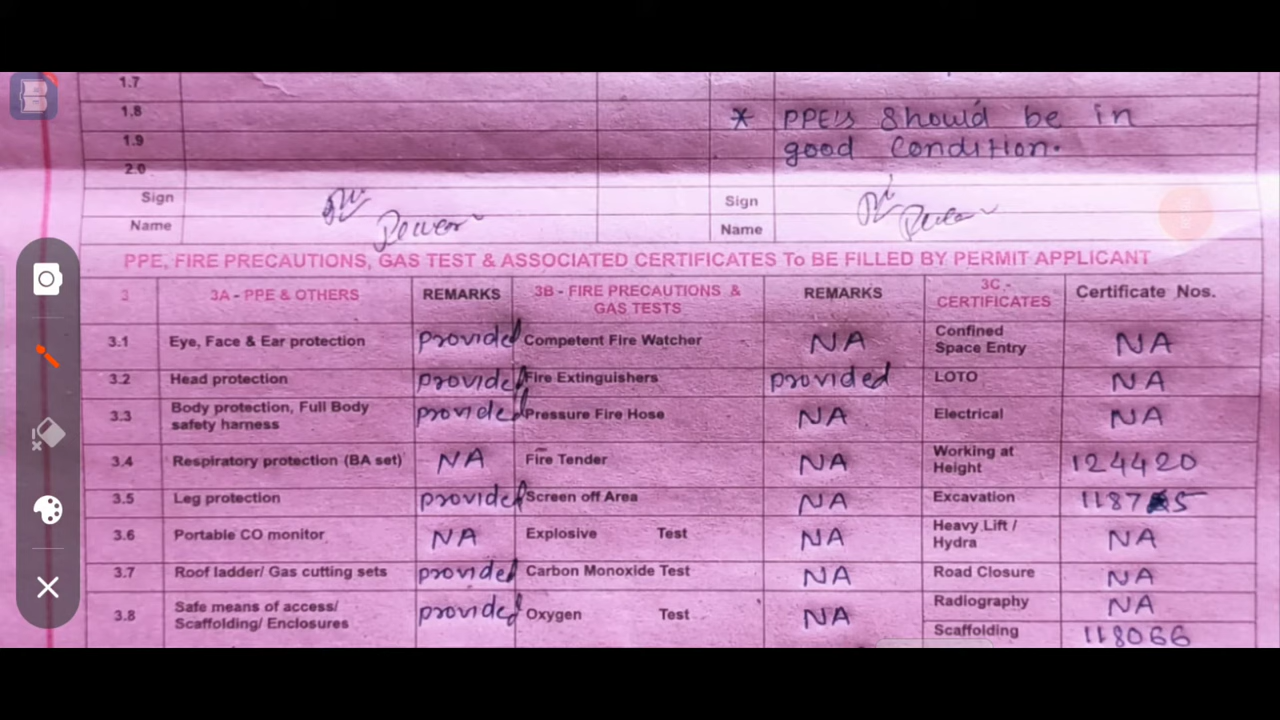 1.7
1.8 * PPE's Should be in
1.9 good Condition.
2.0
Sign Sign
Name Name
PPE, FIRE PRECAUTIONS, GAS TEST & ASSOCIATED CERTIFICATES To BE FILLED BY PERMIT APPLICANT
3 3A - PPE & OTHERS REMARKS 3B - FIRE PRECAUTIONS & GAS TESTS REMARKS 3C - CERTIFICATES Certificate Nos.
3.1 Eye, Face & Ear protection provided Competent Fire Watcher NA Confined Space Entry NA
3.2 Head protection provided Fire Extinguishers provided LOTO NA
3.3 Body protection, Full Body safety harness provided Pressure Fire Hose NA Electrical NA
3.4 Respiratory protection (BA set) NA Fire Tender NA Working at Height 124420
3.5 Leg protection provided Screen off Area NA Excavation
3.6 Portable CO monitor NA Explosive Test NA Heavy Lift / Hydra NA
3.7 Roof ladder/ Gas cutting sets provided Carbon Monoxide Test NA Road Closure NA
3.8 Safe means of access/ Scaffolding/ Enclosures provided Oxygen Test NA Radiography NA
Scaffolding 118066